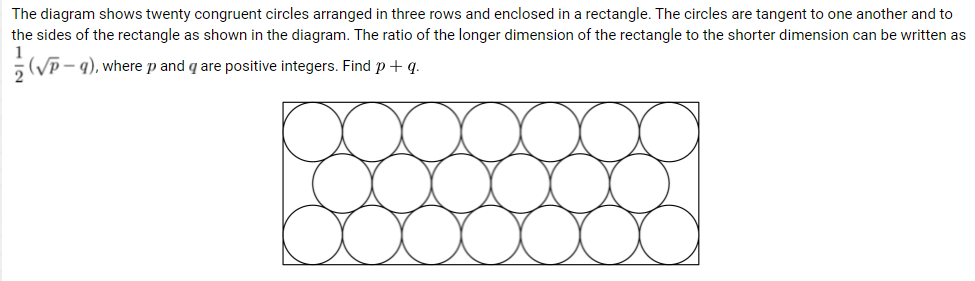 The diagram shows twenty congruent circles arranged in three rows and enclosed in a rectangle. The circles are tangent to one another and to
the sides of the rectangle as shown in the diagram. The ratio of the longer dimension of the rectangle to the shorter dimension can be written as
$\frac{1}{2}(\sqrt{p} - q)$, where $p$ and $q$ are positive integers. Find $p + q$.